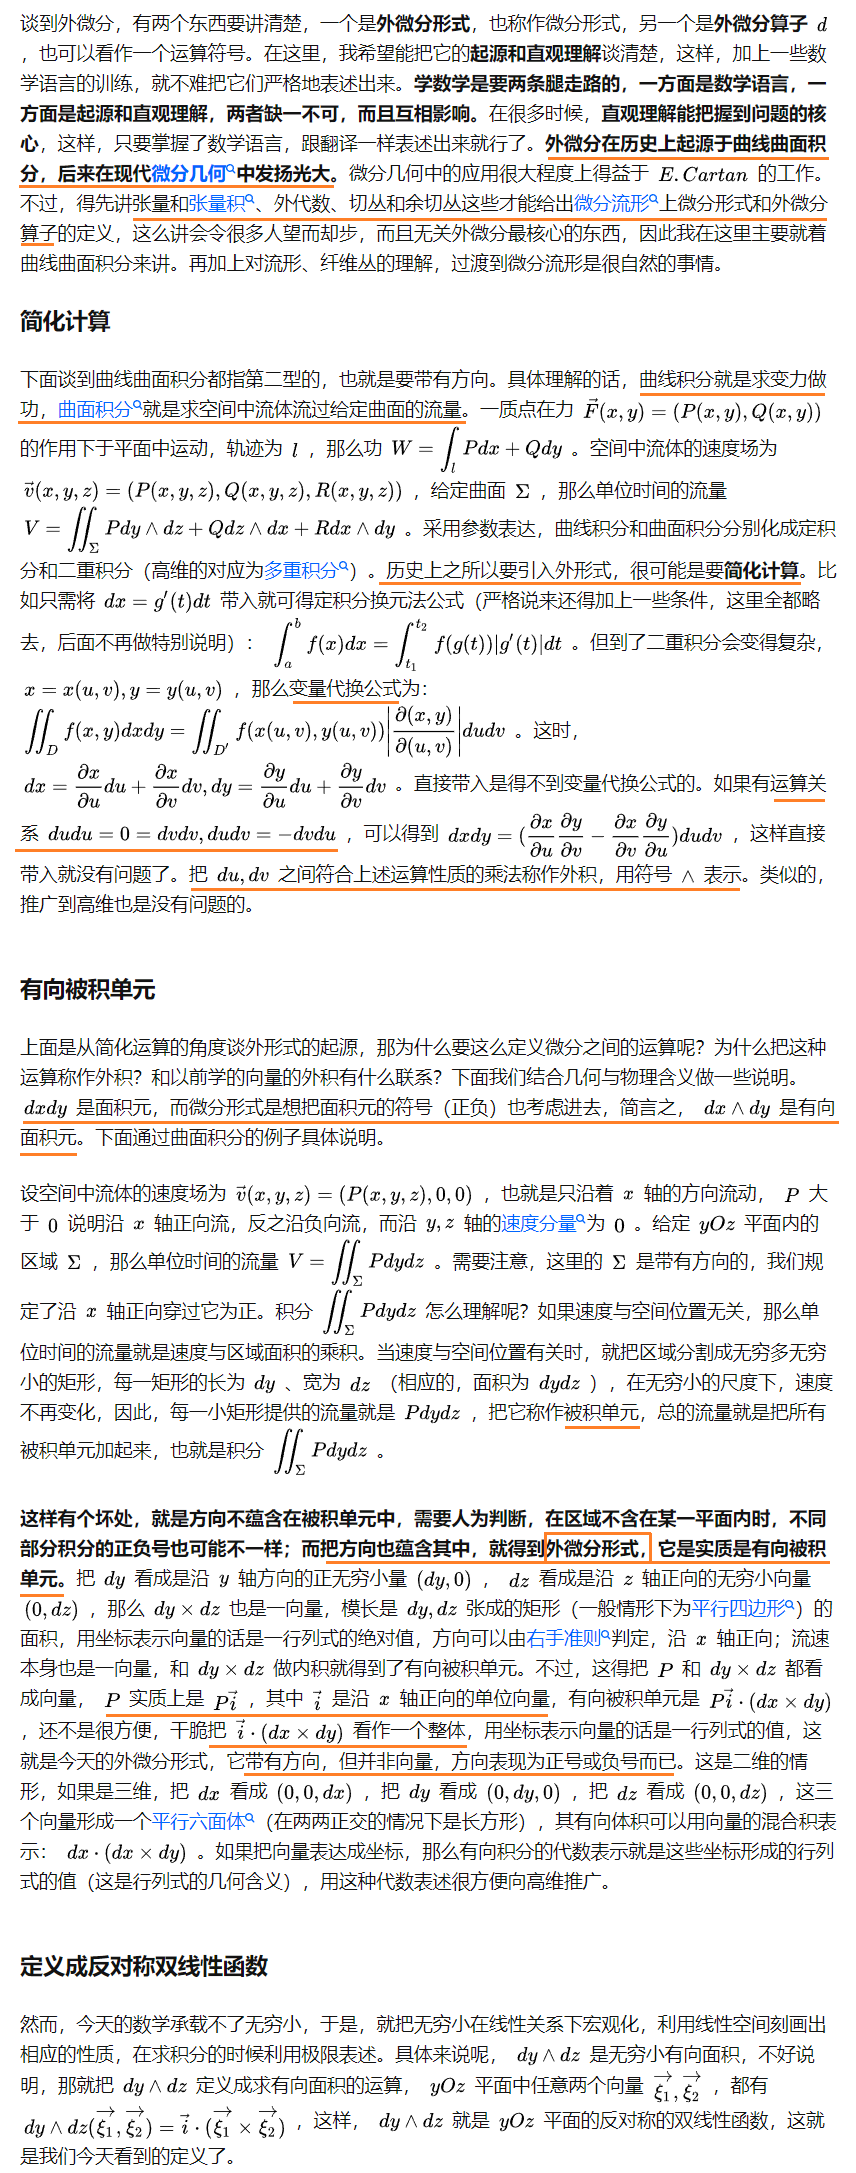 谈到外微分，有两个东西要讲清楚，一个是外微分形式，也称作微分形式，另一个是外微分算子 d
，也可以看作一个运算符号。在这里，我希望能把它的起源和直观理解谈清楚，这样，加上一些数
学语言的训练，就不难把它们严格地表述出来。学数学是要两条腿走路的，一方面是数学语言，一
方面是起源和直观理解，两者缺一不可，而且互相影响。在很多时候，直观理解能把握到问题的核
心，这样，只要掌握了数学语言，跟翻译一样表述出来就行了。外微分在历史上起源于曲线曲面积
分，后来在现代微分几何中发扬光大。微分几何中的应用很大程度上得益于 E.Cartan 的工作。
不过，得先讲张量和张量积、外代数、切丛和余切丛这些才能给出微分流形上微分形式和外微分
算子的定义，这么讲会令很多人望而却步，而且无关外微分最核心的东西，因此我在这里主要就着
曲线曲面积分来讲。再加上对流形、纤维丛的理解，过渡到微分流形是很自然的事情。
简化计算
下面谈到曲线曲面积分都指第二型的，也就是要带有方向。具体理解的话，曲线积分就是求变力做
功，曲面积分就是求空间中流体流过给定曲面的流量。一质点在力 $\vec{F}(x,y)=(P(x,y),Q(x,y))$
的作用下于平面中运动，轨迹为 $l$ ，那么功 $W=\int_l Pdx+Qdy$ 。空间中流体的速度场为
$\vec{v}(x,y,z)=(P(x,y,z),Q(x,y,z),R(x,y,z))$ ，给定曲面 $\Sigma$ ，那么单位时间的流量
$V=\iint_\Sigma Pdy\wedge dz+Qdz\wedge dx+Rdx\wedge dy$ 。采用参数表达，曲线积分和曲面积分分别化成定积
分和二重积分（高维的对应为多重积分）。历史上之所以要引入外形式，很可能是要简化计算。比
如只需将 $dx=g'(t)dt$ 带入就可得定积分换元法公式（严格说来还得加上一些条件，这里全都略
去，后面不再做特别说明）： $\int_a^b f(x)dx=\int_{t_1}^{t_2} f(g(t))|g'(t)|dt$ 。但到了二重积分会变得复杂，
$x=x(u,v),y=y(u,v)$ ，那么变量代换公式为：
$\iint_D f(x,y)dxdy=\iint_{D'} f(x(u,v),y(u,v))\left|\frac{\partial(x,y)}{\partial(u,v)}\right|dudv$ 。这时，
$dx=\frac{\partial x}{\partial u}du+\frac{\partial x}{\partial v}dv,dy=\frac{\partial y}{\partial u}du+\frac{\partial y}{\partial v}dv$ 。直接带入是得不到变量代换公式的。如果有运算关
系 $dudu=0=dvdv,dudv=-dvdu$ ，可以得到 $dxdy=(\frac{\partial x}{\partial u}\frac{\partial y}{\partial v}-\frac{\partial x}{\partial v}\frac{\partial y}{\partial u})dudv$ ，这样直接
带入就没有问题了。把 $du,dv$ 之间符合上述运算性质的乘法称作外积，用符号 $\wedge$ 表示。类似的，
推广到高维也是没有问题的。
有向被积单元
上面是从简化运算的角度谈外形式的起源，那为什么要这么定义微分之间的运算呢？为什么把这种
运算称作外积？和以前学的向量的外积有什么联系？下面我们结合几何与物理含义做一些说明。
$dxdy$ 是面积元，而微分形式是想把面积元的符号（正负）也考虑进去，简言之， $dx\wedge dy$ 是有向
面积元。下面通过曲面积分的例子具体说明。
设空间中流体的速度场为 $\vec{v}(x,y,z)=(P(x,y,z),0,0)$ ，也就是只沿着 $x$ 轴的方向流动， $P$ 大
于 $0$ 说明沿 $x$ 轴正向流，反之沿负向流，而沿 $y,z$ 轴的速度分量为 $0$ 。给定 $yOz$ 平面内的
区域 $\Sigma$ ，那么单位时间的流量 $V=\iint_\Sigma Pdydz$ 。需要注意，这里的 $\Sigma$ 是带有方向的，我们规
定了沿 $x$ 轴正向穿过它为正。积分 $\iint_\Sigma Pdydz$ 怎么理解呢？如果速度与空间位置无关，那么单
位时间的流量就是速度与区域面积的乘积。当速度与空间位置有关时，就把区域分割成无穷多无穷
小的矩形，每一矩形的长为 $dy$ 、宽为 $dz$ （相应的，面积为 $dydz$ ），在无穷小的尺度下，速度
不再变化，因此，每一小矩形提供的流量就是 $Pdydz$ ，把它称作被积单元，总的流量就是把所有
被积单元加起来，也就是积分 $\iint_\Sigma Pdydz$ 。
这样有个坏处，就是方向不蕴含在被积单元中，需要人为判断，在区域不含在某一平面内时，不同
部分积分的正负号也可能不一样；而把方向也蕴含其中，就得到外微分形式，它是实质是有向被积
单元。把 $dy$ 看成是沿 $y$ 轴方向的正无穷小量 $(dy,0)$ ， $dz$ 看成是沿 $z$ 轴正向的无穷小向量
$(0,dz)$ ，那么 $dy\times dz$ 也是一向量，模长是 $dy,dz$ 张成的矩形（一般情形下为平行四边形）的
面积，用坐标表示向量的话是一行列式的绝对值，方向可以由右手准则判定，沿 $x$ 轴正向；流速
本身也是一向量，和 $dy\times dz$ 做内积就得到了有向被积单元。不过，这得把 $P$ 和 $dy\times dz$ 都看
成向量， $P$ 实质上是 $P\vec{i}$ ，其中 $\vec{i}$ 是沿 $x$ 轴正向的单位向量，有向被积单元是 $P\vec{i}\cdot(dx\times dy)$
，还不是很方便，干脆把 $\vec{i}\cdot(dx\times dy)$ 看作一个整体，用坐标表示向量的话是一行列式的值，这
就是今天的外微分形式，它带有方向，但并非向量，方向表现为正号或负号而已。这是二维的情
形，如果是三维，把 $dx$ 看成 $(0,0,dx)$ ，把 $dy$ 看成 $(0,dy,0)$ ，把 $dz$ 看成 $(0,0,dz)$ ，这三
个向量形成一个平行六面体（在两两正交的情况下是长方形），其有向体积可以用向量的混合积表
示： $dx\cdot(dx\times dy)$ 。如果把向量表达成坐标，那么有向积分的代数表示就是这些坐标形成的行列
式的值（这是行列式的几何含义），用这种代数表述很方便向高维推广。
定义成反对称双线性函数
然而，今天的数学承载不了无穷小，于是，就把无穷小在线性关系下宏观化，利用线性空间刻画出
相应的性质，在求积分的时候利用极限表述。具体来说呢， $dy\wedge dz$ 是无穷小有向面积，不好说
明，那就把 $dy\wedge dz$ 定义成求有向面积的运算， $yOz$ 平面中任意两个向量 $\vec{\xi_1},\vec{\xi_2}$ ，都有
$dy\wedge dz(\vec{\xi_1},\vec{\xi_2})=\vec{i}\cdot(\vec{\xi_1}\times\vec{\xi_2})$ ，这样， $dy\wedge dz$ 就是 $yOz$ 平面的反对称的双线性函数，这就
是我们今天看到的定义了。